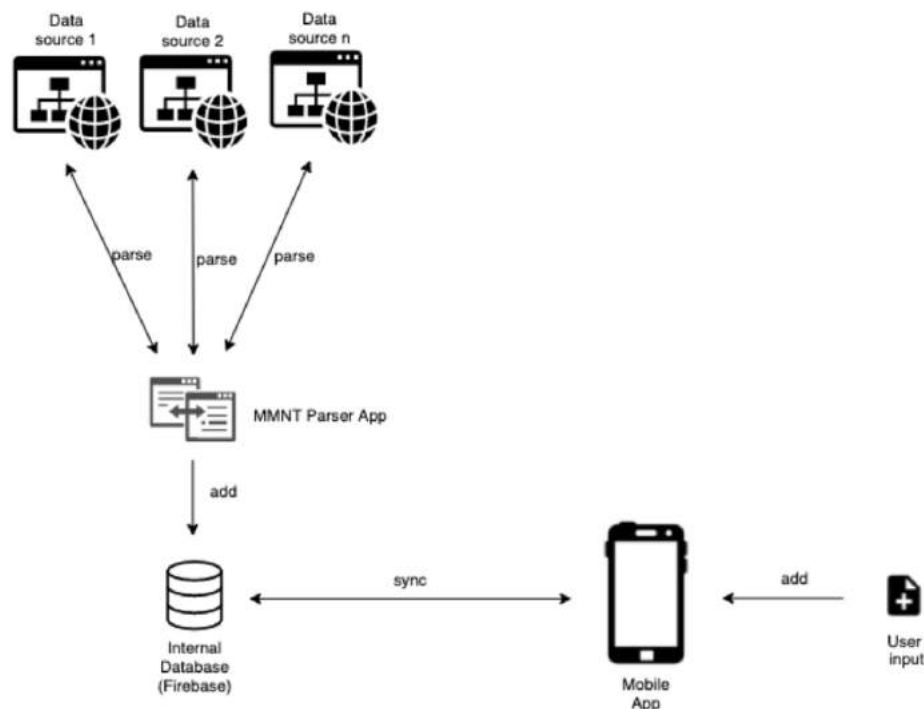 Data
source 1
Data
source 2
Data
source n
parse
parse
parse
MMNT Parser App
add
sync
add
Internal
Database
(Firebase)
Mobile
App
User
input